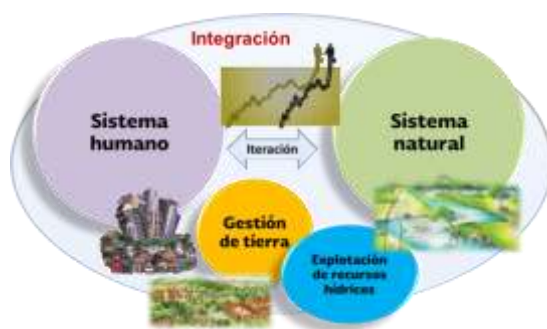 Integración
Sistema
humano
Iteración
Sistema
natural
Gestión
de tierra
Explotación
de recursos
hídricos